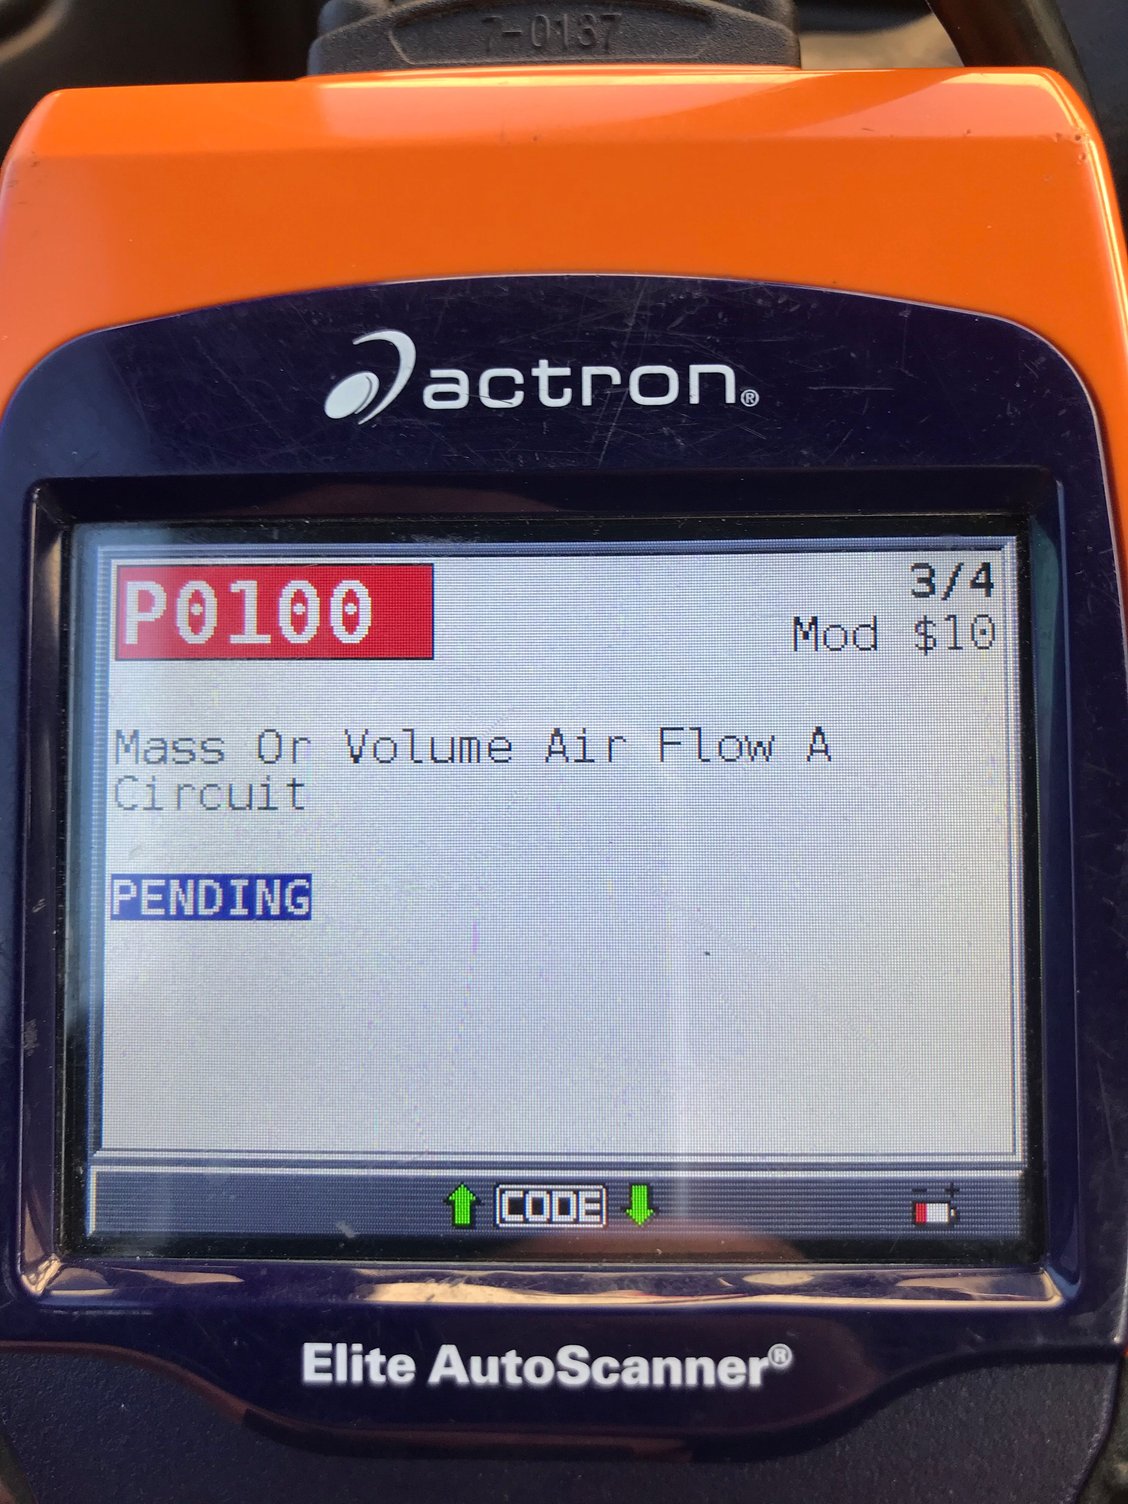 7-0137
actron®
P0100
3/4
Mod $10
Mass Or Volume Air Flow A
Circuit
PENDING
CODE
- +
Elite AutoScanner®